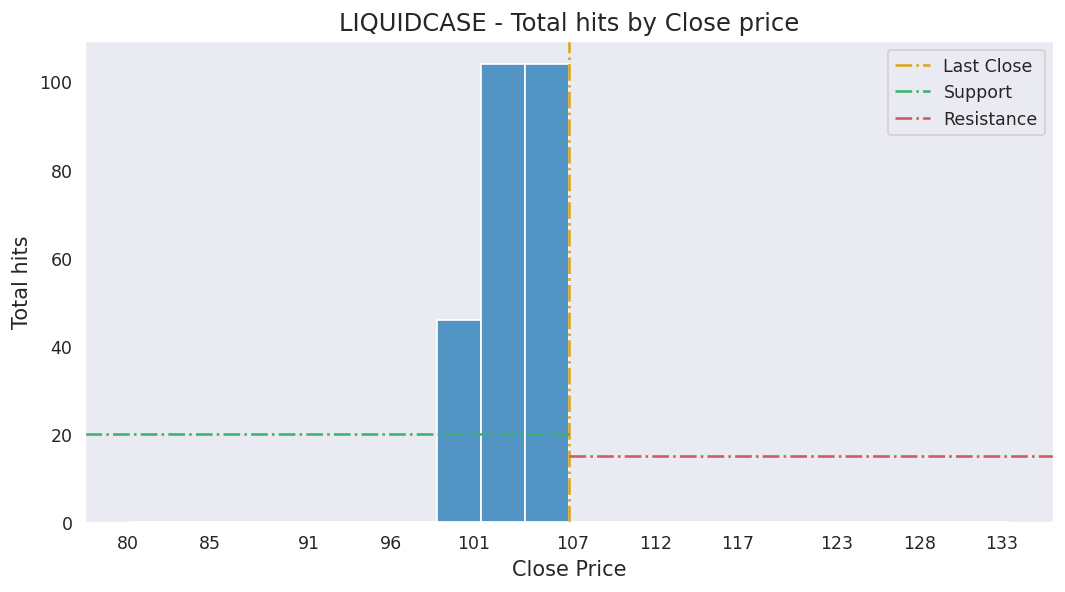 LIQUIDCASE - Total hits by Close price
Last Close
Support
Resistance
Total hits
100
80
60
40
20
0
80 85 91 96 101 107 112 117 123 128 133
Close Price